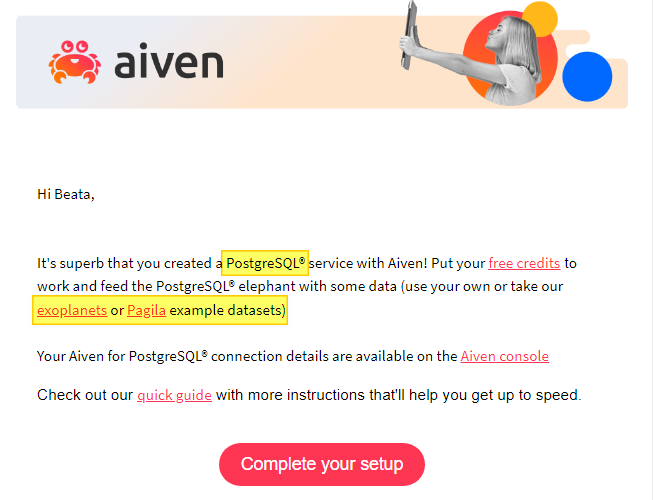 aiven
Hi Beata,
It's superb that you created a PostgreSQL® service with Aiven! Put your free credits to
work and feed the PostgreSQL® elephant with some data (use your own or take our
exoplanets or Pagila example datasets)
Your Aiven for PostgreSQL® connection details are available on the Aiven console
Check out our quick guide with more instructions that'll help you get up to speed.
Complete your setup